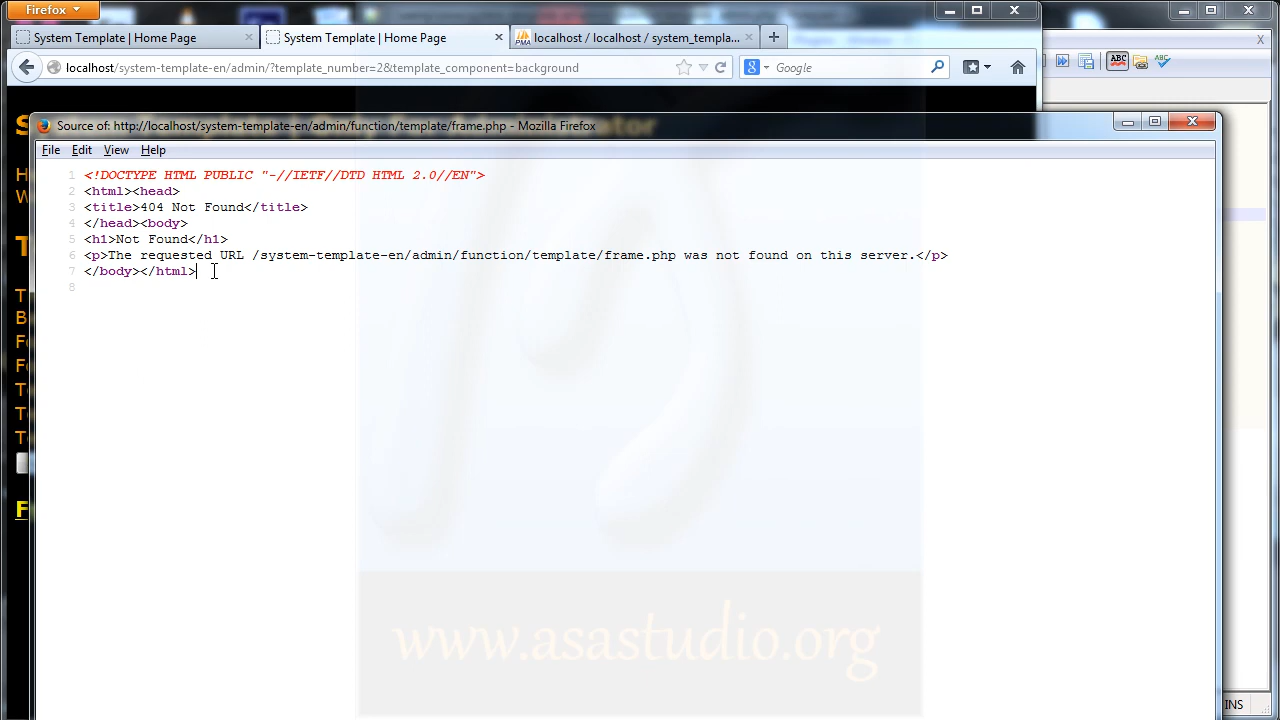 Firefox
System Template | Home Page
System Template | Home Page
localhost / localhost / system_templa...
localhost/system-template-en/admin/?template_number=2&template_component=background
Google
Source of: http://localhost/system-template-en/admin/function/template/frame.php - Mozilla Firefox
File Edit View Help
1 <!DOCTYPE HTML PUBLIC "-//IETF//DTD HTML 2.0//EN">
2 <html><head>
3 <title>404 Not Found</title>
4 </head><body>
5 <h1>Not Found</h1>
6 <p>The requested URL /system-template-en/admin/function/template/frame.php was not found on this server.</p>
7 </body></html>
8
www.asastudio.org
INS